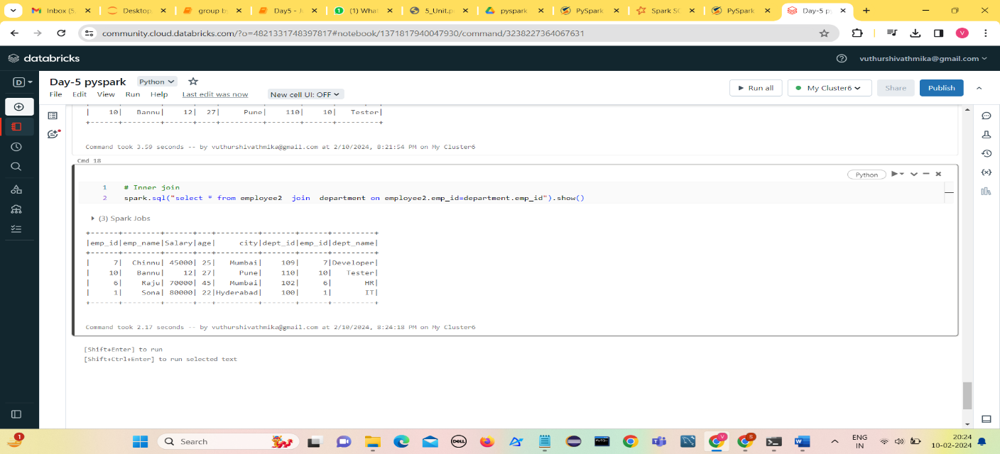 Inbox (5
Desktop
group b
Day5 - J
(1) What
5_Unit.p
pyspark
PySpark
Spark S
PySpark
Day-5 p
community.cloud.databricks.com/?o=4821331748397817#notebook/1371817940047930/command/3238227364067631
V
databricks
vuthurshivathmika@gmail.com
D
Day-5 pyspark
Python
File Edit View Run Help Last edit was now New cell UI: OFF
Run all
My Cluster6
Share
Publish
| 10| Bannu| 12| 27| Pune| 110| 10| Tester|
+------+--------+------+---+---------+-------+------+---------+
Command took 3.59 seconds -- by vuthurshivathmika@gmail.com at 2/10/2024, 8:21:54 PM on My Cluster6
Cmd 18
Python
1 # Inner join
2 spark.sql("select * from employee2 join department on employee2.emp_id=department.emp_id").show()
(3) Spark Jobs
+------+--------+------+---+---------+-------+------+---------+
|emp_id|emp_name|Salary|age| city|dept_id|emp_id|dept_name|
+------+--------+------+---+---------+-------+------+---------+
| 7| Chinnu| 45000| 25| Mumbai| 109| 7|Developer|
| 10| Bannu| 12| 27| Pune| 110| 10| Tester|
| 6| Raju| 70000| 45| Mumbai| 102| 6| HR|
| 1| Sona| 80000| 22|Hyderabad| 100| 1| IT|
+------+--------+------+---+---------+-------+------+---------+
Command took 2.17 seconds -- by vuthurshivathmika@gmail.com at 2/10/2024, 8:24:18 PM on My Cluster6
[Shift+Enter] to run
[Shift+Ctrl+Enter] to run selected text
1
Search
DELL
ENG
IN
20:24
10-02-2024